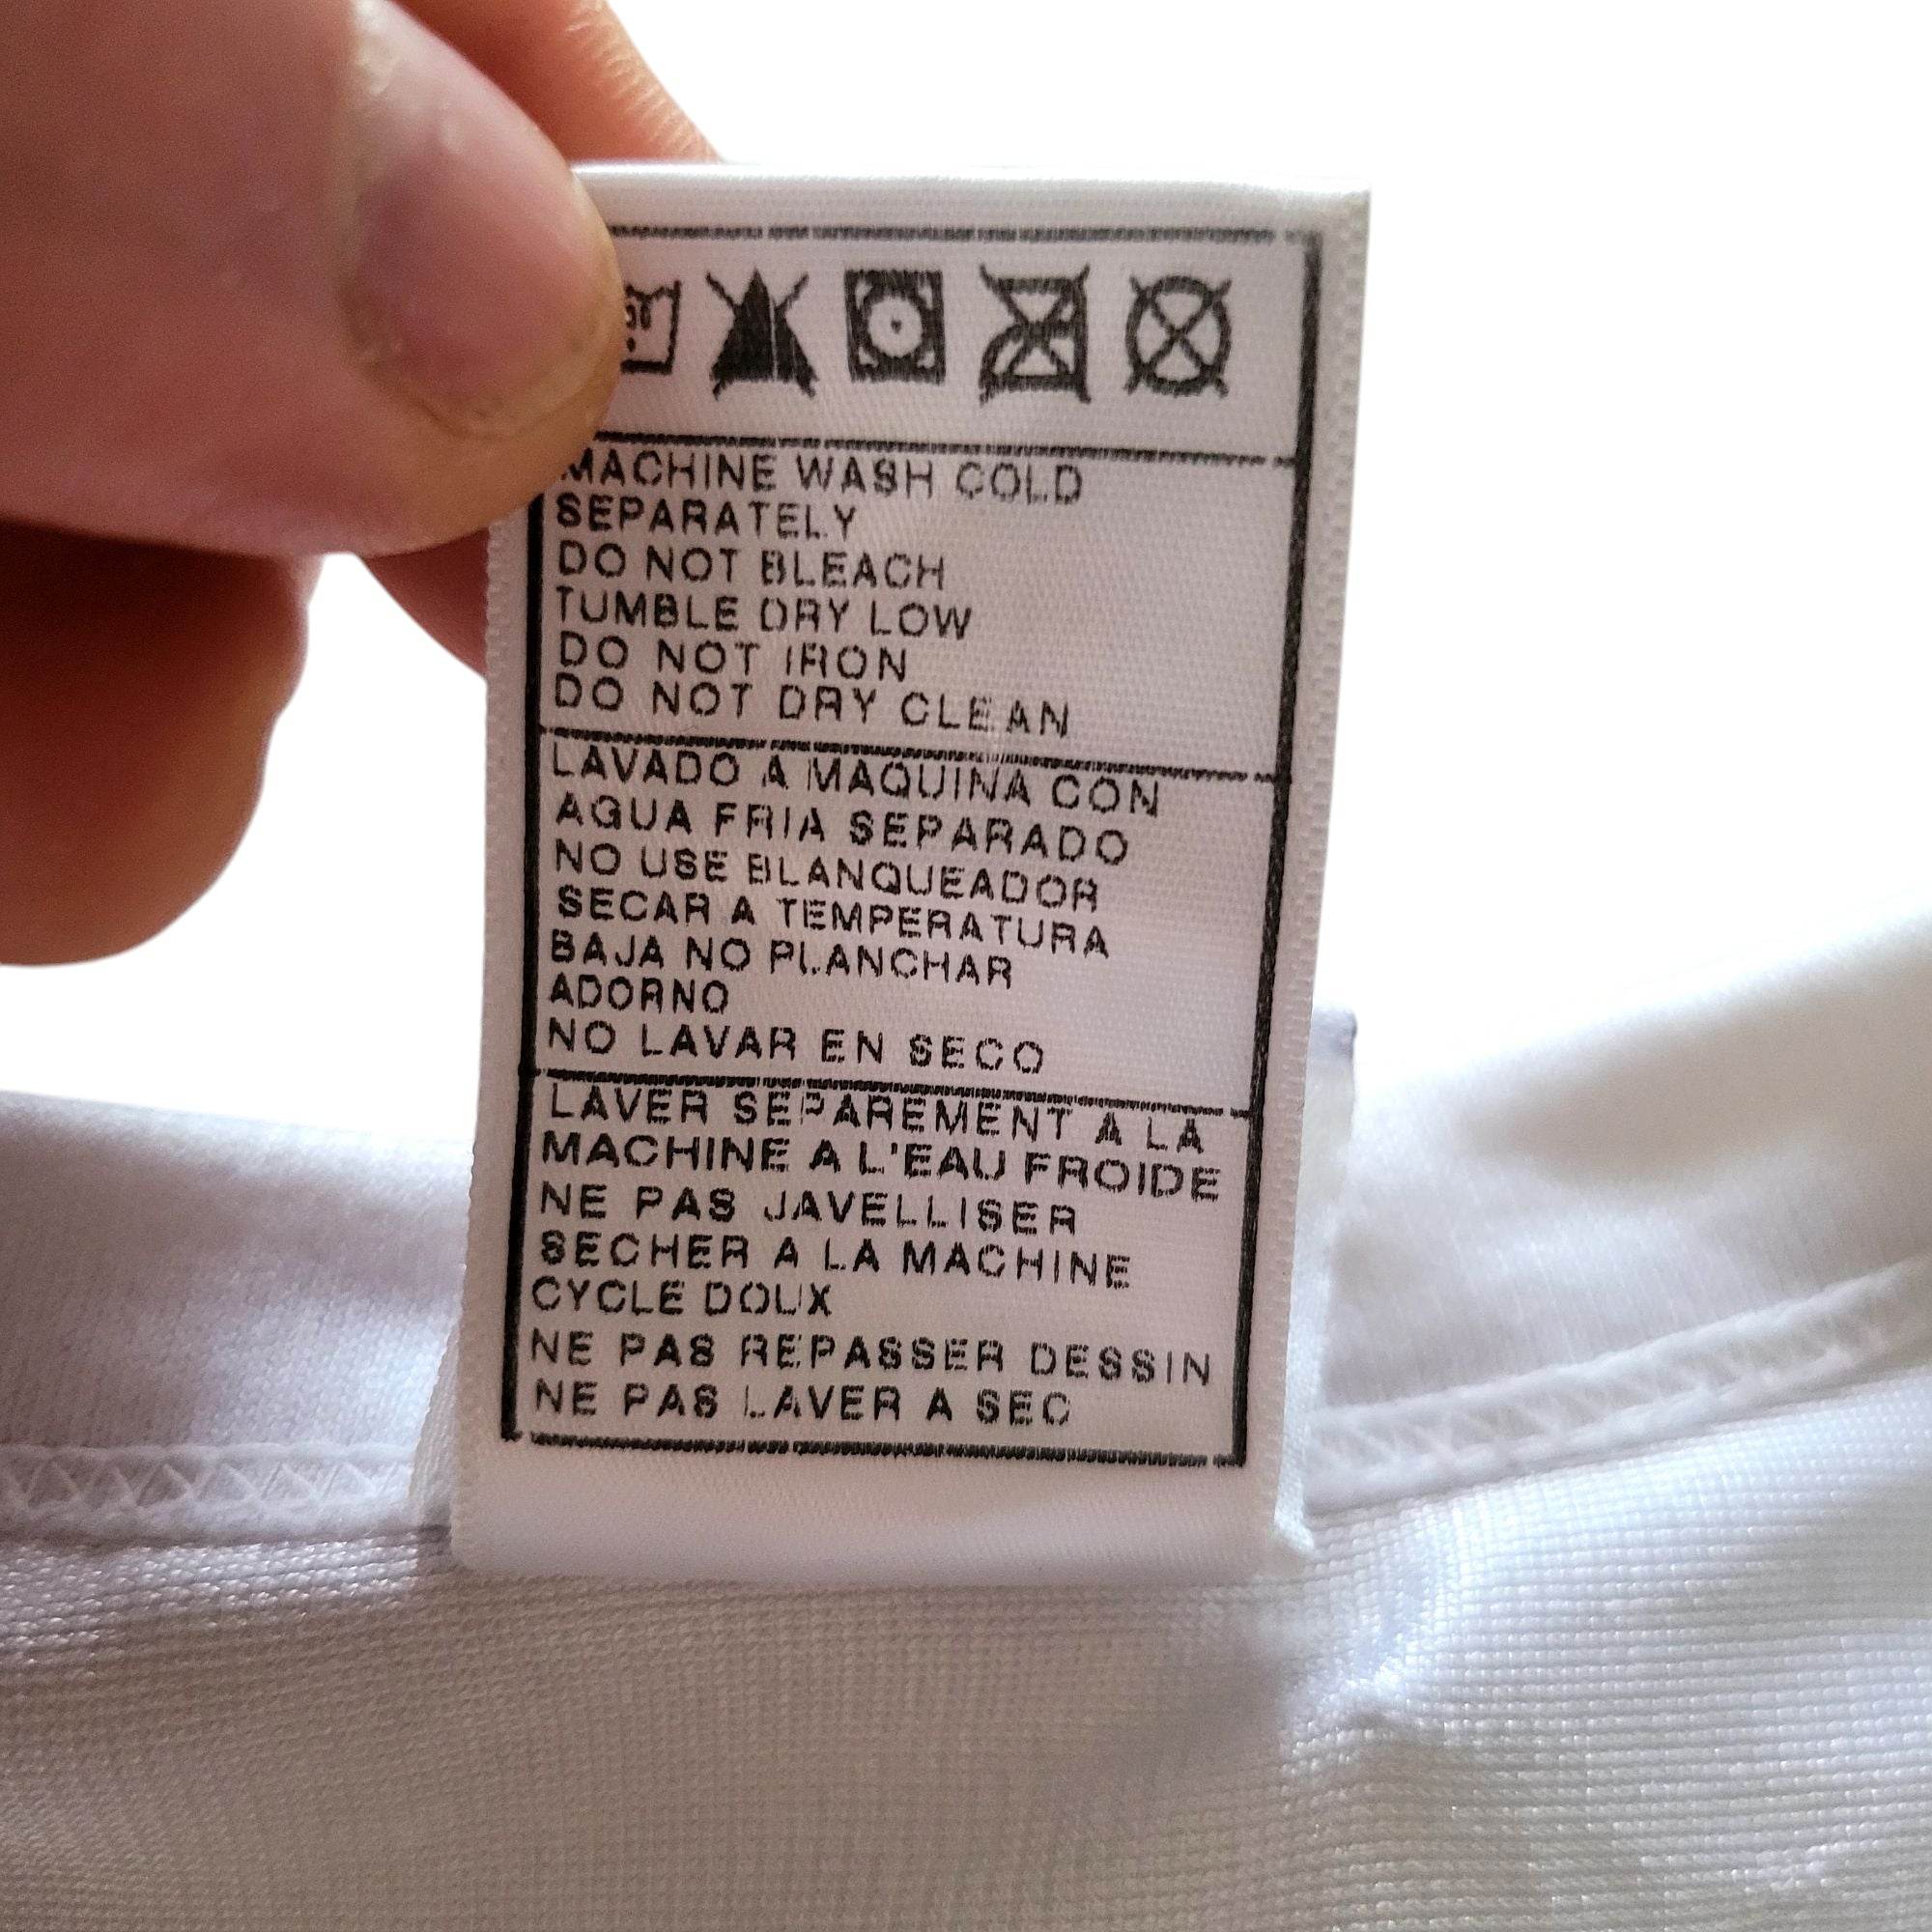 MACHINE WASH COLD
SEPARATELY
DO NOT BLEACH
TUMBLE DRY LOW
DO NOT IRON
DO NOT DRY CLEAN
LAVADO A MAQUINA CON
AGUA FRIA SEPARADO
NO USE BLANQUEADOR
SECAR A TEMPERATURA
BAJA NO PLANCHAR
ADORNO
NO LAVAR EN SECO
LAVER SEPAREMENT A LA
MACHINE A L'EAU FROIDE
NE PAS JAVELLISER
SECHER A LA MACHINE
CYCLE DOUX
NE PAS REPASSER DESSIN
NE PAS LAVER A SEC